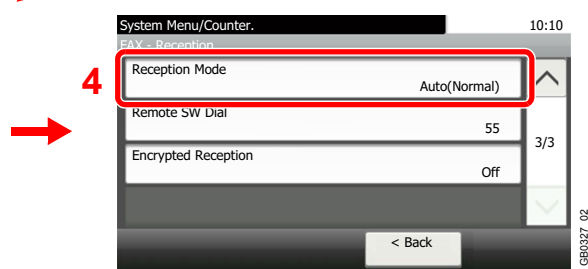 System Menu/Counter.
10:10
FAX - Reception
4
Reception Mode
Auto(Normal)
Remote SW Dial
55
3/3
Encrypted Reception
Off
< Back
GB0327_02